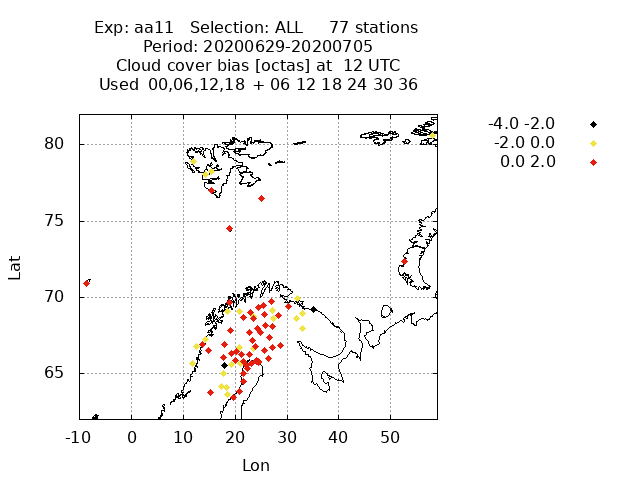 Exp: aa11 Selection: ALL 77 stations
Period: 20200629-20200705
Cloud cover bias [octas] at 12 UTC
Used 00,06,12,18 + 06 12 18 24 30 36
-4.0 -2.0
-2.0 0.0
0.0 2.0
80
75
70
65
Lat
-10 0 10 20 30 40 50
Lon